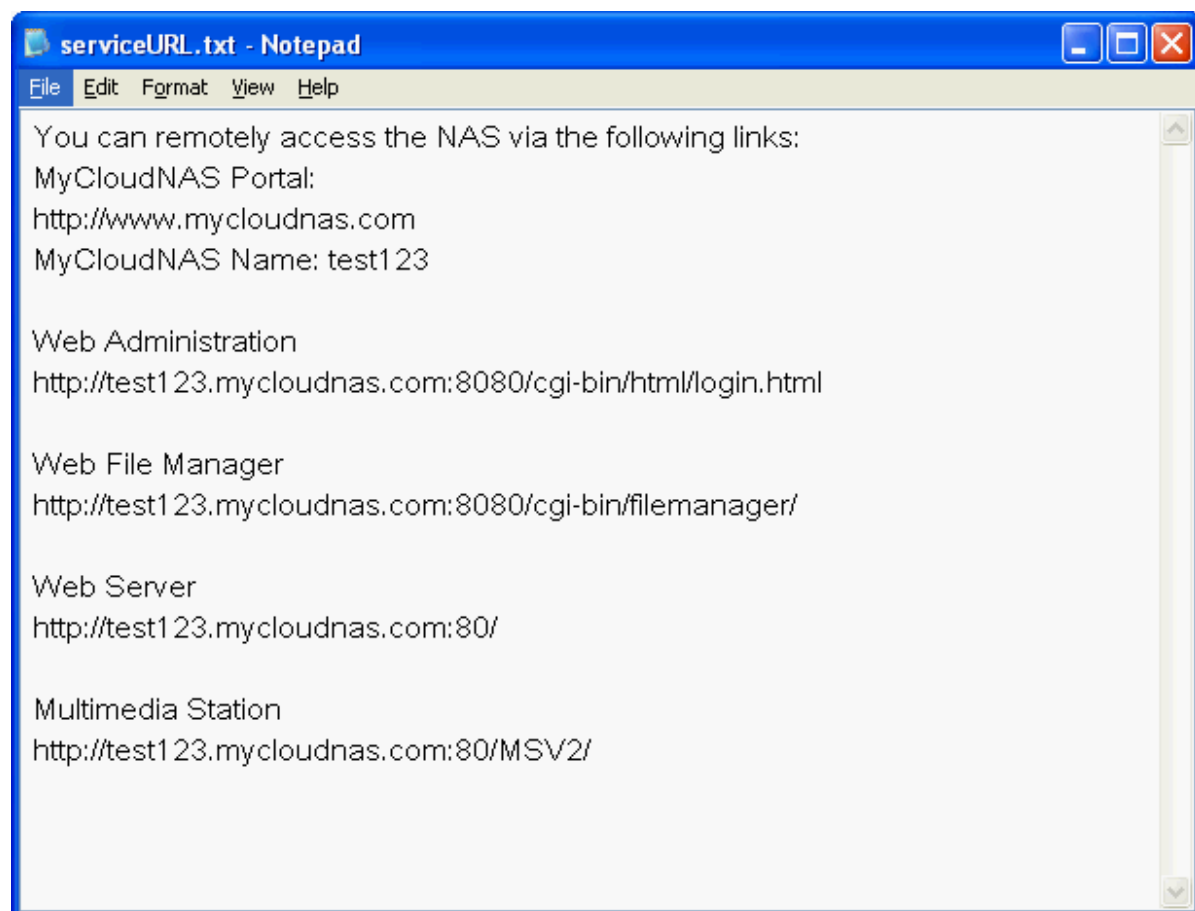 serviceURL.txt - Notepad
File Edit Format View Help
You can remotely access the NAS via the following links:
MyCloudNAS Portal:
http://www.mycloudnas.com
MyCloudNAS Name: test123
Web Administration
http://test123.mycloudnas.com:8080/cgi-bin/html/login.html
Web File Manager
http://test123.mycloudnas.com:8080/cgi-bin/filemanager/
Web Server
http://test123.mycloudnas.com:80/
Multimedia Station
http://test123.mycloudnas.com:80/MSV2/